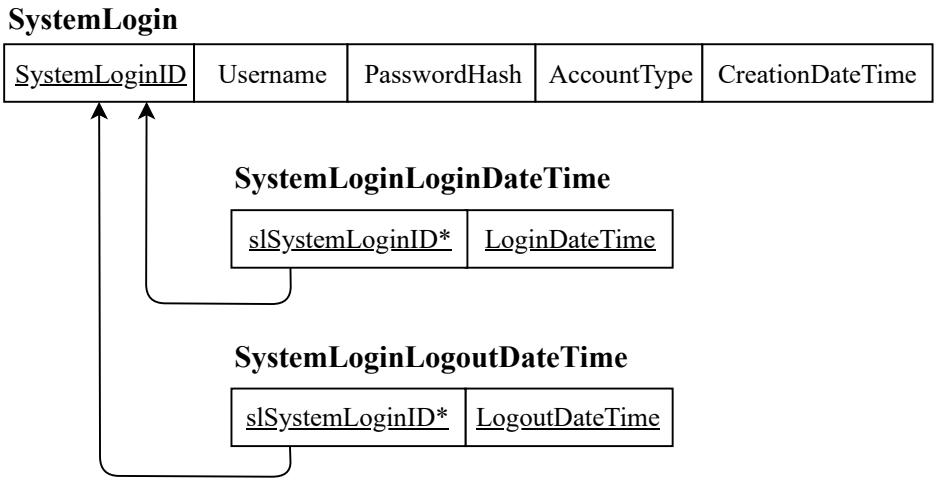 SystemLogin
SystemLoginID Username PasswordHash AccountType CreationDateTime
SystemLoginLoginDateTime
slSystemLoginID* LoginDateTime
SystemLoginLogoutDateTime
slSystemLoginID* LogoutDateTime